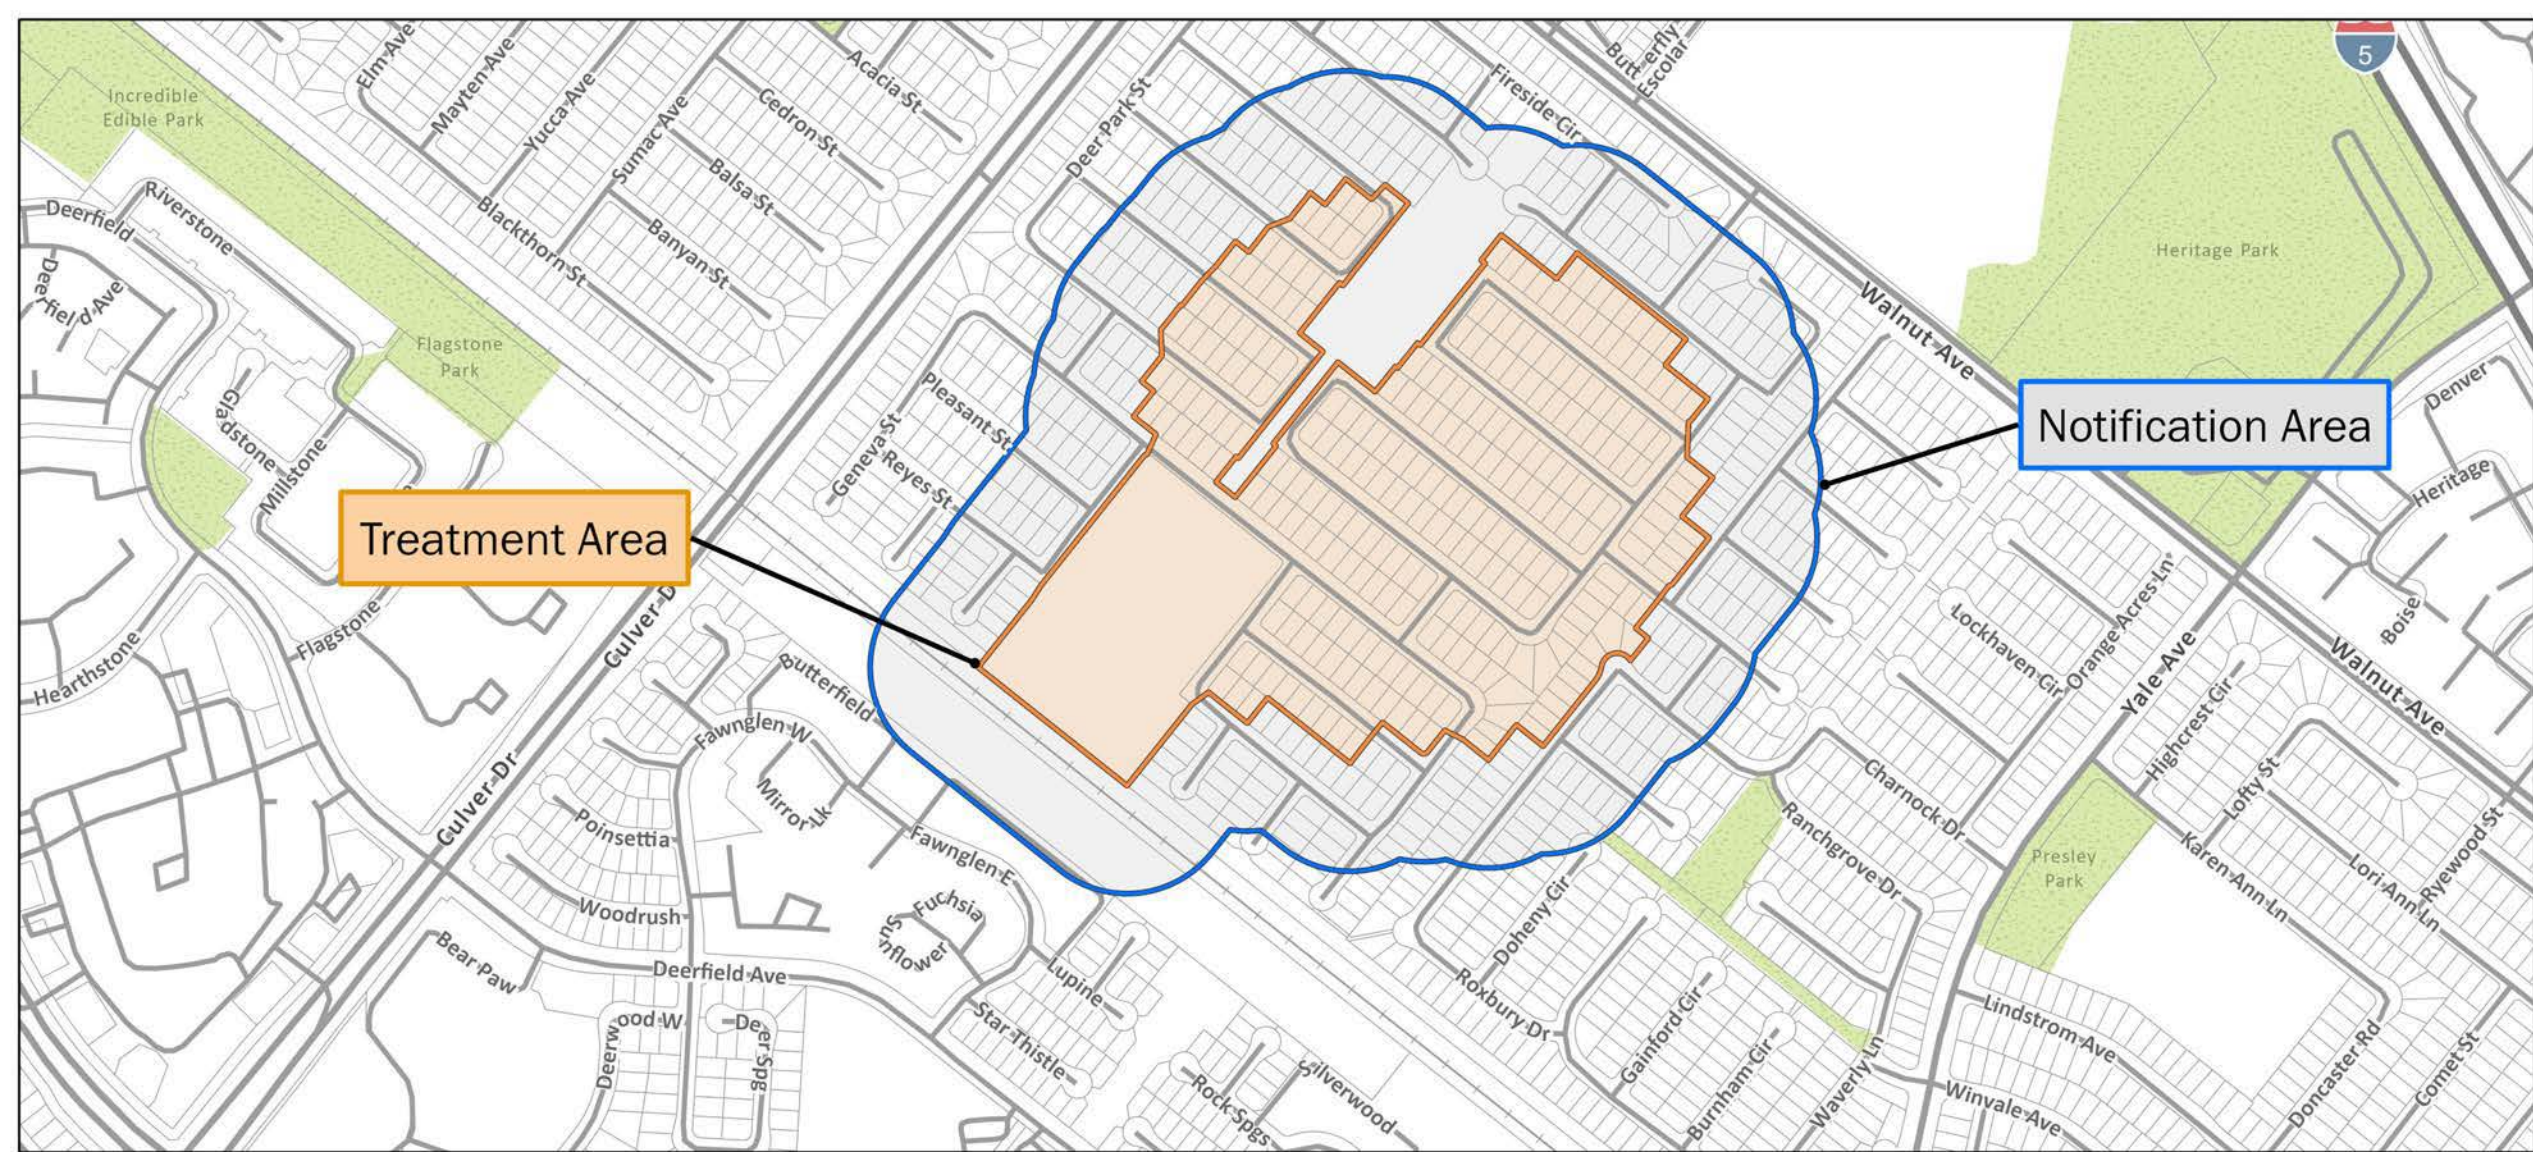 Elm Ave
Mayten Ave
Yucca Ave
Sumac Ave
Acacia St
Cedron St
Balsa St
Banyan St
Blackthorn St
Incredible
Edible Park
Riverstone
Deerfield
Deerfield Ave
Flagstone
Park
Gladstone
Millstone
Flagstone
Hearthstone
Culver Dr
Culver Dr
Deer Park St
Geneva St
Pleasant St
Reyes St
Fireside Cir
Butterfly
Escolar
5
Heritage Park
Walnut Ave
Notification Area
Treatment Area
Denver
Heritage
Boise
Walnut Ave
Yale Ave
Orange Acres Ln
Lockhaven Cir
Highcrest Cir
Lofty St
Ryewood St
Lori Ann Ln
Karen Ann Ln
Presley
Park
Charnock Dr
Ranchgrove Dr
Lindstrom Ave
Winvale Ave
Doncaster Rd
Comet St
Waverly Ln
Burnham Cir
Gainford Cir
Doheny Cir
Roxbury Dr
Butterfield
Fawnglen W
Mirror Lk
Fawnglen E
Fuchsia
Sunflower
Poinsettia
Woodrush
Bear Paw
Deerfield Ave
Deerwood W
Deer Spg
Lupine
Star Thistle
Rock Spgs
Silverwood